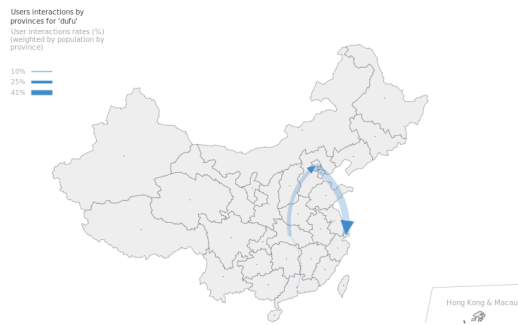 Users interactions by
provinces for 'dufu'
User interactions rates (%)
(weighted by population by
province)
10%
25%
41%
Hong Kong & Macau